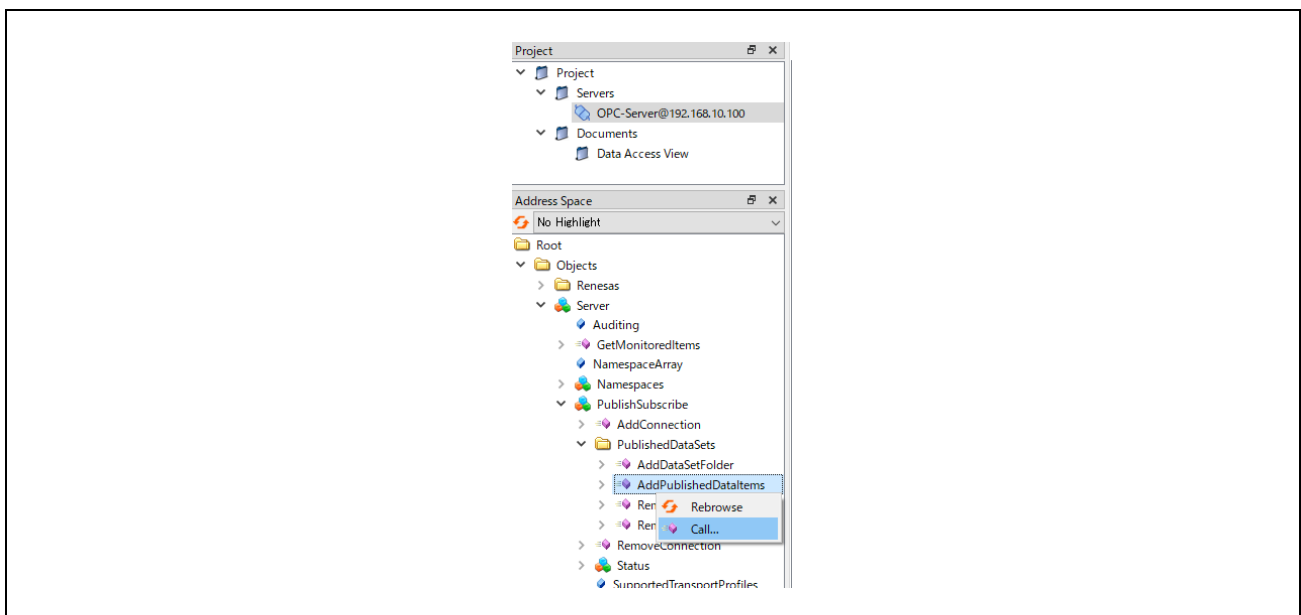 Project
Project
Servers
OPC-Server@192.168.10.100
Documents
Data Access View
Address Space
No Highlight
Root
Objects
Renesas
Server
Auditing
GetMonitoredItems
NamespaceArray
Namespaces
PublishSubscribe
AddConnection
PublishedDataSets
AddDataSetFolder
AddPublishedDataItems
Rebrowse
Call...
RemoveConnection
Status
SupportedTransportProfiles